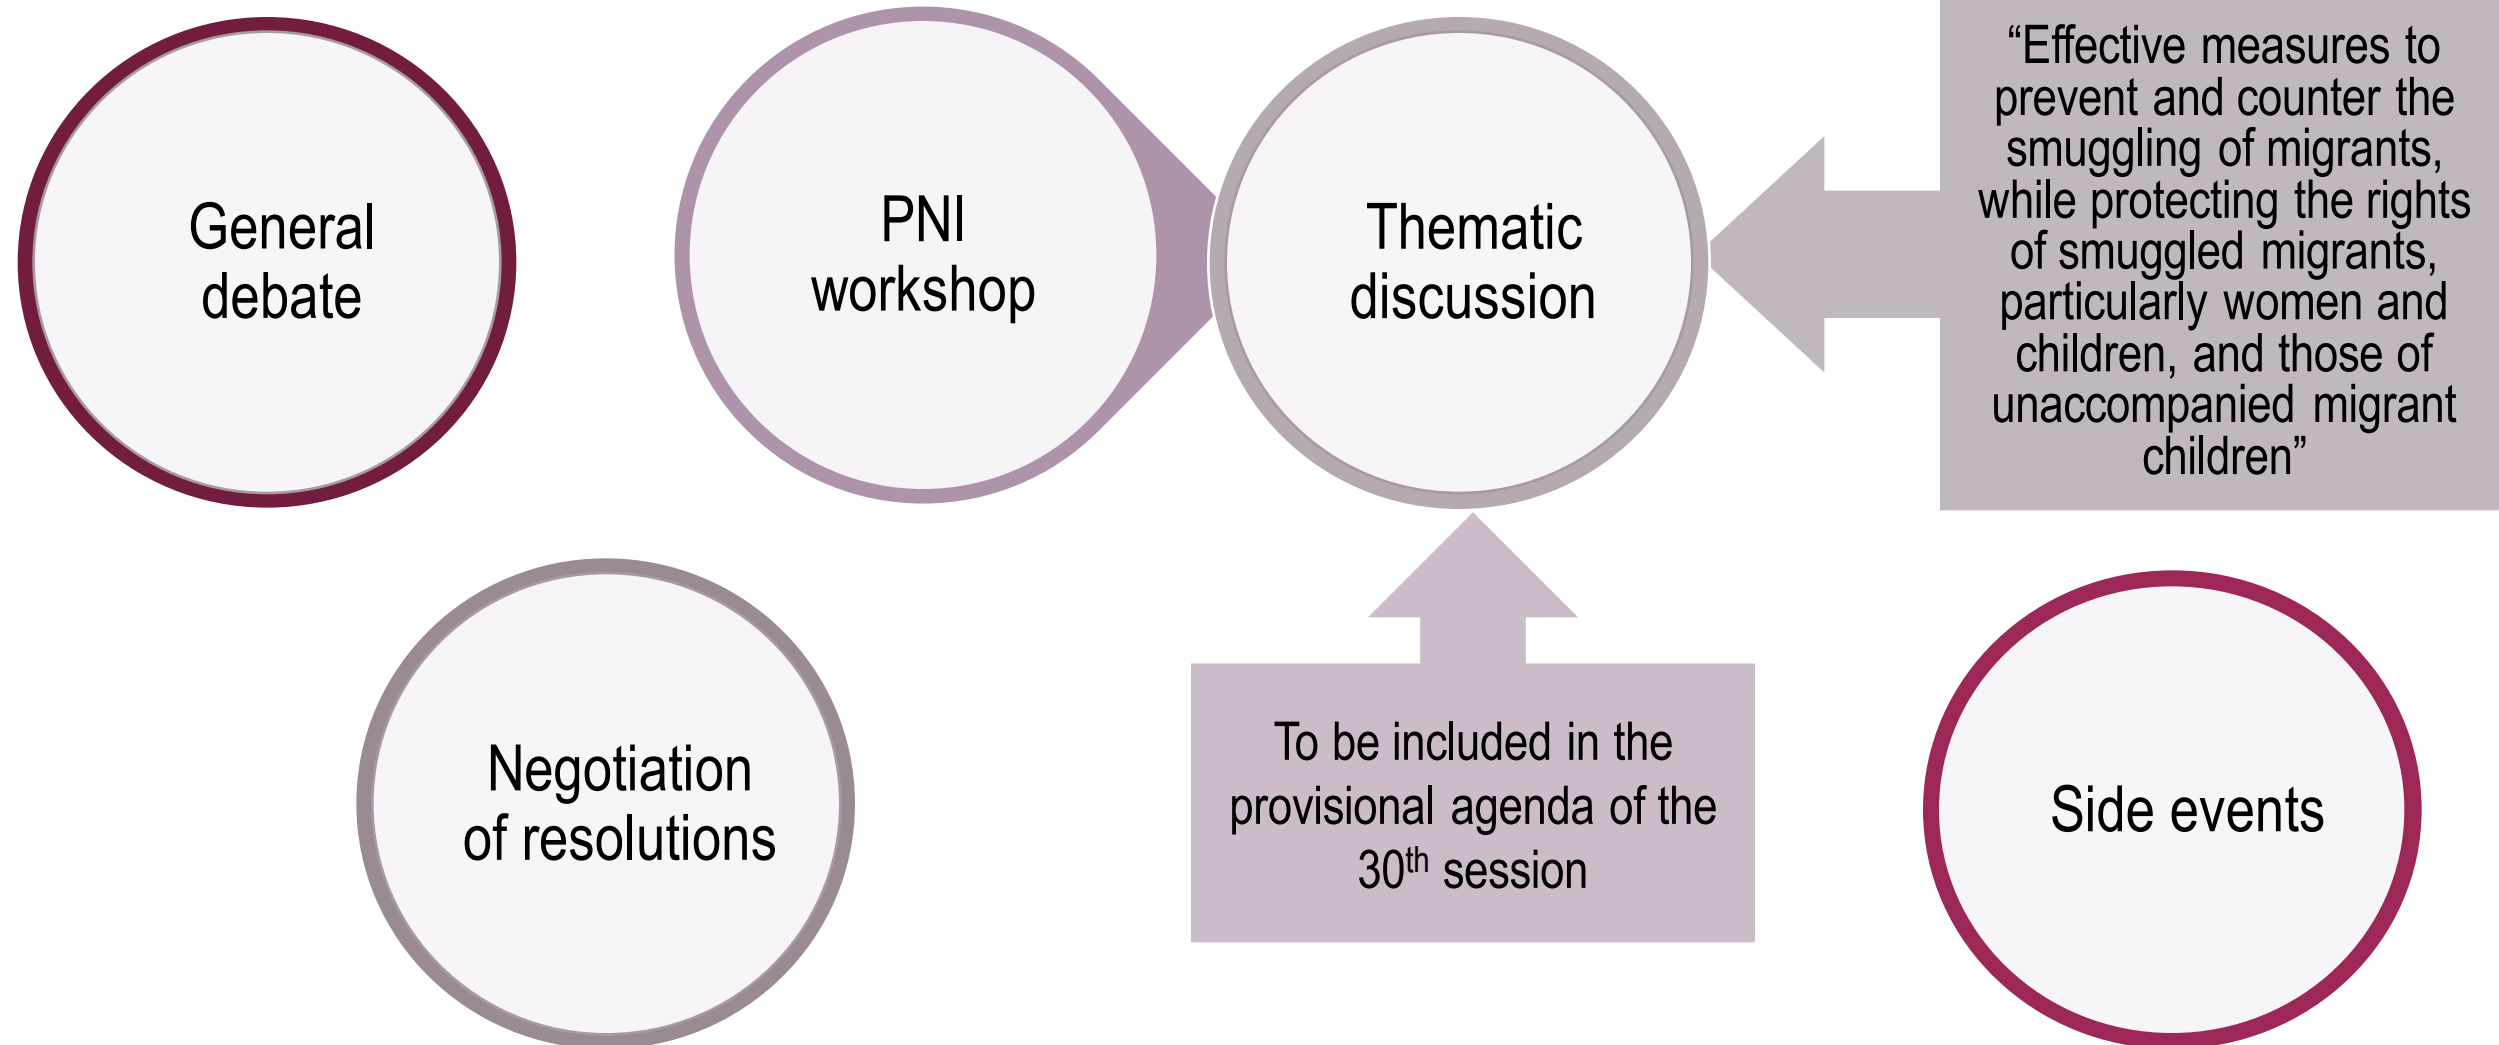 General
debate
PNI
workshop
Thematic
discussion
“Effective measures to
prevent and counter the
smuggling of migrants,
while protecting the rights
of smuggled migrants,
particularly women and
children, and those of
unaccompanied migrant
children”
Negotiation
of resolutions
To be included in the
provisional agenda of the
30th session
Side events